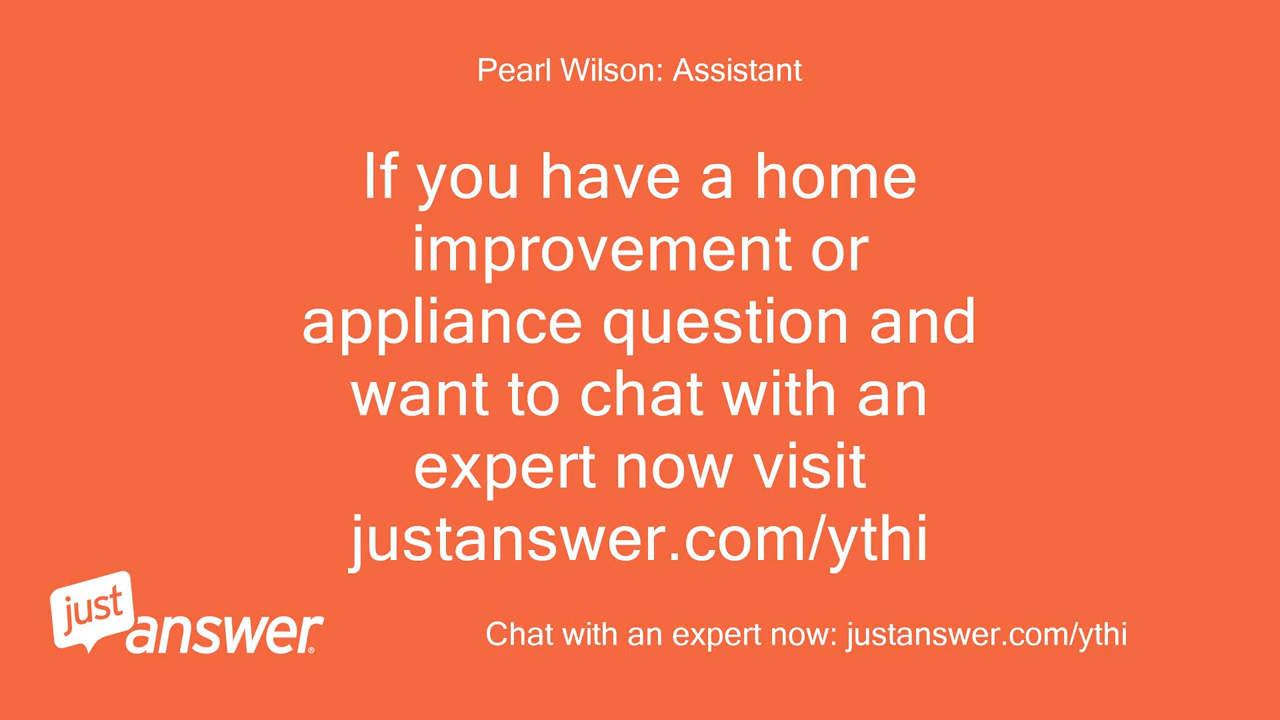 Pearl Wilson: Assistant
If you have a home
improvement or
appliance question and
want to chat with an
expert now visit
justanswer.com/ythi
just
answer®
Chat with an expert now: justanswer.com/ythi